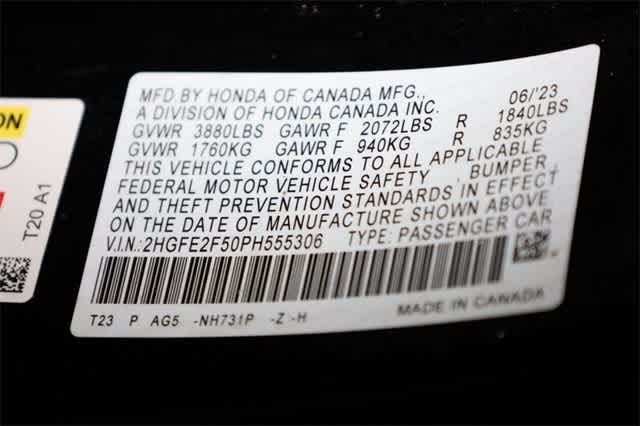 ON
T20 A1
MFD BY HONDA OF CANADA MFG., 06/'23
A DIVISION OF HONDA CANADA INC.
GVWR 3880LBS GAWR F 2072LBS R 1840LBS
GVWR 1760KG GAWR F 940KG R 835KG
THIS VEHICLE CONFORMS TO ALL APPLICABLE
FEDERAL MOTOR VEHICLE SAFETY, BUMPER,
AND THEFT PREVENTION STANDARDS IN EFFECT
ON THE DATE OF MANUFACTURE SHOWN ABOVE
V.I.N.:2HGFE2F50PH555306 TYPE: PASSENGER CAR
T23 P AG5 -NH731P -Z -H MADE IN CANADA